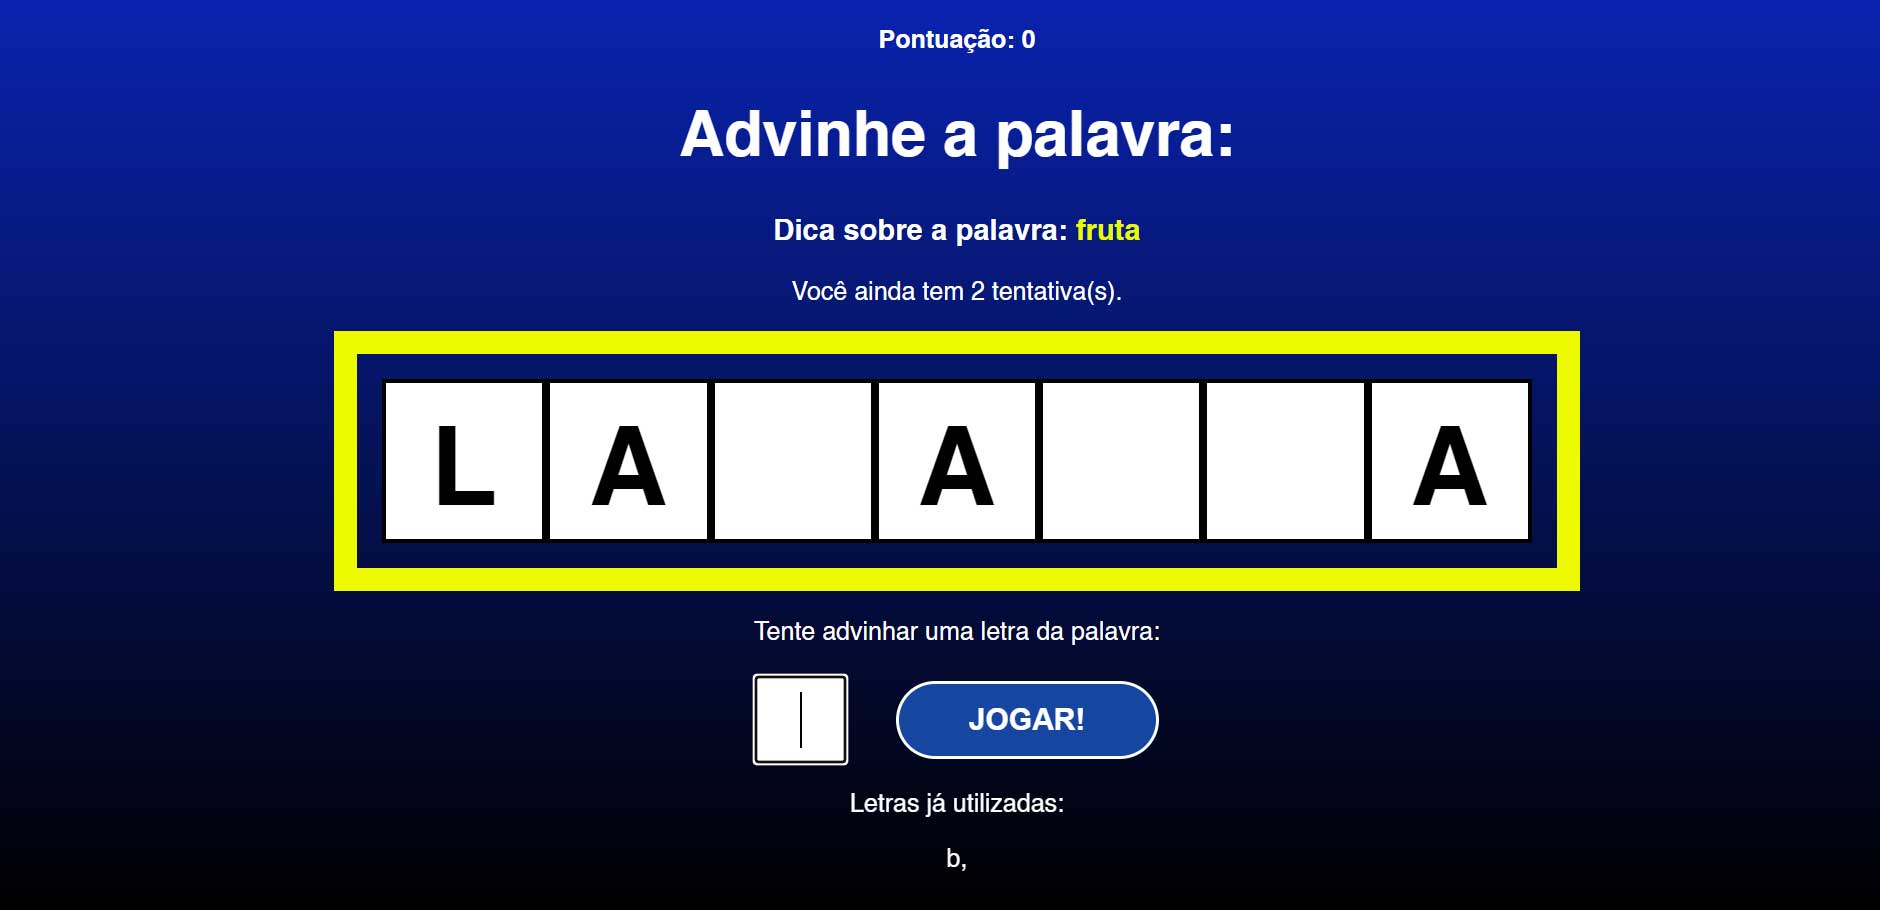 Pontuação: 0
Advinhe a palavra:
Dica sobre a palavra: fruta
Você ainda tem 2 tentativa(s).
L A A A
Tente advinhar uma letra da palavra:
JOGAR!
Letras já utilizadas:
b,